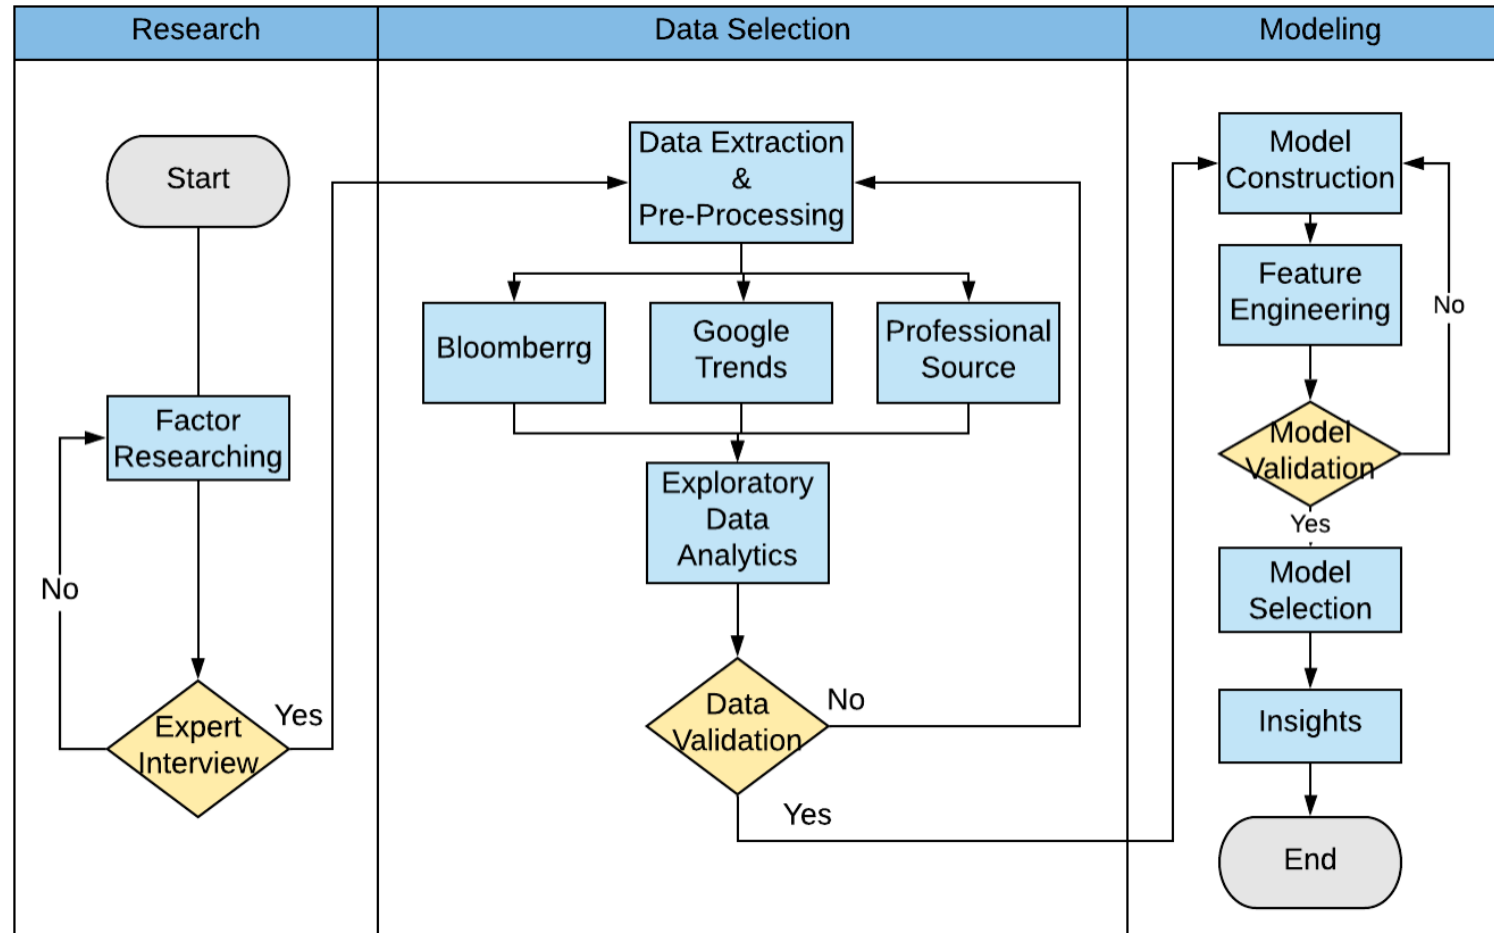 Research
Data Selection
Modeling
Start
Factor
Researching
No
Expert
Interview
Yes
Data Extraction
&
Pre-Processing
Bloomberrg
Google
Trends
Professional
Source
Exploratory
Data
Analytics
Data
Validation
No
Yes
Model
Construction
Feature
Engineering
No
Model
Validation
Yes
Model
Selection
Insights
End